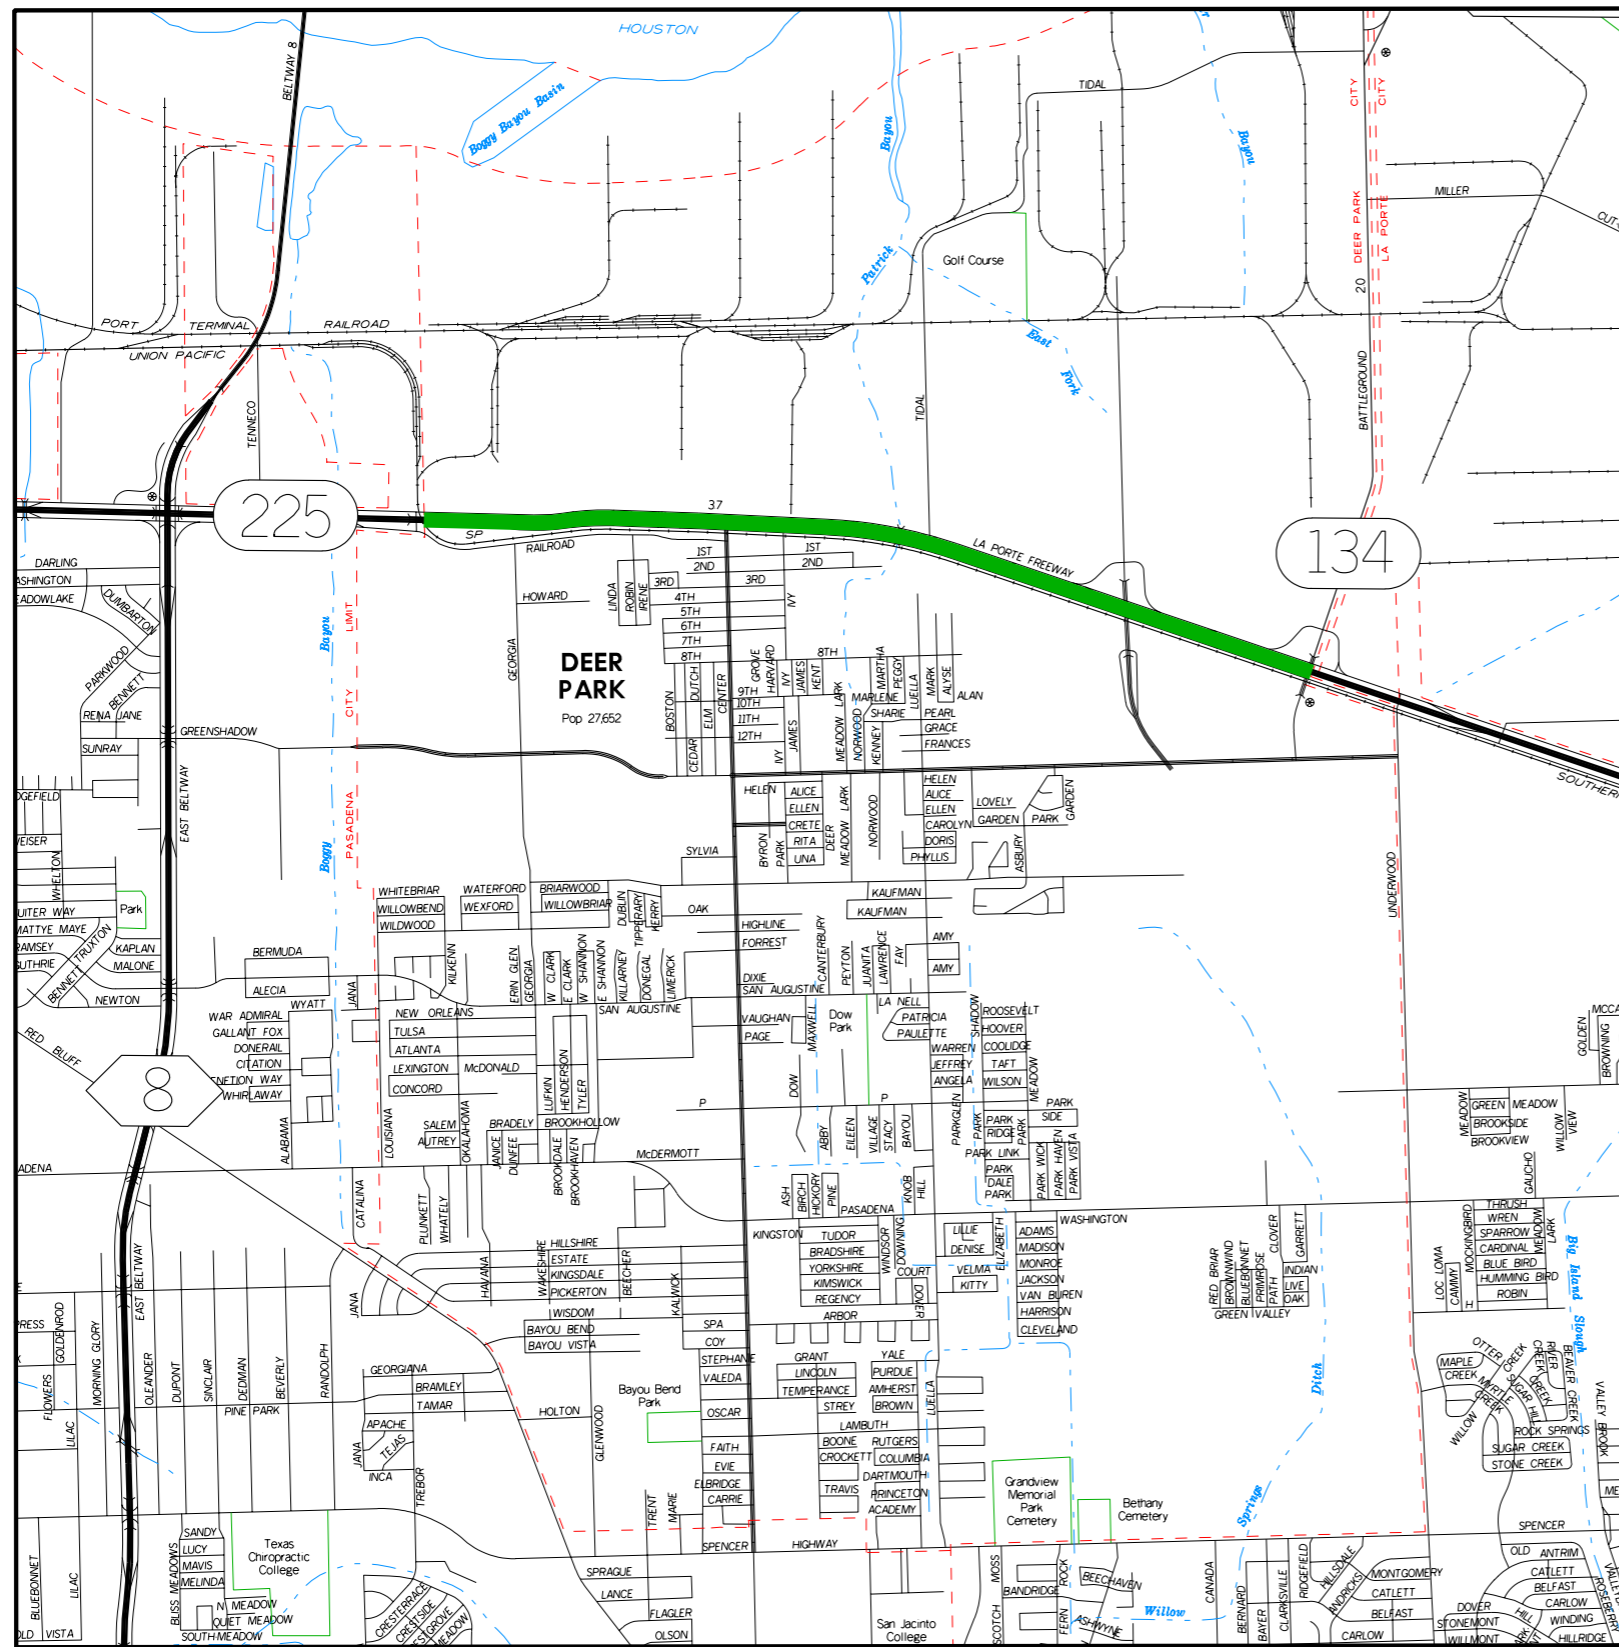 HOUSTON
BELTWAY 8
Boggy Bayou Basin
Bayou
Bayou
TIDAL
CITY
CITY
DEER PARK
LA PORTE
MILLER
Golf Course
Patrick
20
PORT TERMINAL RAILROAD
UNION PACIFIC
East
Fork
TENNECO
TIDAL
BATTLEGROUND
225
37
SP
RAILROAD
LA PORTE FREEWAY
134
DARLING
DUMBARTON
PARKWOOD
BENNETT
RENA JANE
SUNRAY
GREENSHADOW
EAST BELTWAY
Bayou
Boggy
CITY LIMIT
PASADENA
GEORGIA
HOWARD
LINDA
ROBIN
IRENE
1ST
1ST
2ND
2ND
3RD
3RD
4TH
5TH
6TH
7TH
8TH
8TH
IVY
DEER
PARK
Pop 27,652
BOSTON
DUTCH
CEDAR
ELM
CENTER
GROVE
HARVARD
IVY
JAMES
KENT
9TH
10TH
11TH
12TH
IVY
JAMES
MEADOW LARK
NORWOOD
KENNEY
MARTHA
PEGGY
MARLENE
SHARIE
LUELLA
MARK
ALYSE
ALAN
PEARL
GRACE
FRANCES
SOUTHERN
HELEN
ALICE
ELLEN
CRETE
RITA
UNA
BYRON
PARK
DEER
MEADOW LARK
NORWOOD
HELEN
ALICE
ELLEN
CAROLYN
DORIS
PHYLLIS
LOVELY
GARDEN PARK
GARDEN
ASBURY
UNDERWOOD
SYLVIA
WHELTON
Park
KAPLAN
MALONE
TRUXTON
BENNETT
NEWTON
RED BLUFF
BERMUDA
ALECIA
WYATT
JANA
WHITEBRIAR
WILLOWBEND
WILDWOOD
WATERFORD
WEXFORD
BRIARWOOD
WILLOWBRIAR
DUBLIN
TIPPERARY
KERRY
OAK
HIGHLINE
FORREST
DIXIE
SAN AUGUSTINE
SAN AUGUSTINE
KAUFMAN
KAUFMAN
CANTERBURY
PEYTON
JUANITA
LAWRENCE
FAY
AMY
AMY
ERIN GLEN
GEORGIA
W CLARK
E CLARK
W SHANNON
E SHANNON
KILLARNEY
DONEGAL
LIMERICK
WAR ADMIRAL
GALLANT FOX
DONERAIL
CITATION
WHIRLAWAY
ALABAMA
8
NEW ORLEANS
TULSA
ATLANTA
LEXINGTON
CONCORD
McDONALD
LOUISIANA
OKLAHOMA
SALEM
AUTREY
JANICE
DUNFEE
BRADELY
BROOKHOLLOW
LUFKIN
HENDERSON
TYLER
BROOKDALE
BROOKHAVEN
McDERMOTT
VAUGHAN
PAGE
MAXWELL
Dow
Park
DOW
LA NELL
PATRICIA
PAULETTE
SHADOW
ROOSEVELT
HOOVER
COOLIDGE
TAFT
WILSON
WARREN
JEFFREY
ANGELA
MEADOW
P
P
ABBY
EILEEN
VILLAGE
STACY
BAYOU
PARKGLEN
PARK
PARK
RIDGE
PARK
PARK
SIDE
PARK LINK
PARK
DALE
PARK
PARK WICK
PARK HAVEN
PARK VISTA
ASH
BIRCH
HICKORY
PINE
KNOB
HILL
PASADENA
WASHINGTON
GOLDEN
BROWNING
MEADOW
GREEN MEADOW
BROOKSIDE
BROOKVIEW
WILLOW
VIEW
GAUCHO
CATALINA
PLUNKETT
WHATELY
HAVANA
WAKESHIRE
HILLSHIRE
ESTATE
KINGSDALE
PICKERTON
BEECHER
KALWICK
WISDOM
BAYOU BEND
BAYOU VISTA
JANA
KINGSTON
TUDOR
BRADSHIRE
YORKSHIRE
KIMSWICK
REGENCY
ARBOR
WINDSOR
DOWNING
COURT
DOVER
LILLIE
DENISE
VELMA
KITTY
ELIZABETH
ADAMS
MADISON
MONROE
JACKSON
VAN BUREN
HARRISON
CLEVELAND
RED BRIAR
BROWNWIND
BLUEBONNET
PRIMROSE
PATH
CLOVER
GARRETT
INDIAN
LIVE
OAK
GREEN VALLEY
THRUSH
WREN
SPARROW
CARDINAL
BLUE BIRD
HUMMING BIRD
ROBIN
MOCKINGBIRD
MEADOW
LARK
LOC LOMA
CAMMY
H
Big Island Slough
EAST BELTWAY
GOLDENROD
MORNING GLORY
FLOWERS
LILAC
OLEANDER
DUPONT
SINCLAIR
DEDMAN
BEVERLY
RANDOLPH
PINE PARK
GEORGIANA
BRAMLEY
TAMAR
APACHE
TEJAS
INCA
JANA
TREBOR
HOLTON
GLENWOOD
Bayou Bend
Park
SPA
COY
STEPHANIE
VALEDA
OSCAR
FAITH
EVIE
ELBRIDGE
CARRIE
TRENT
MARIE
SPENCER HIGHWAY
GRANT
LINCOLN
TEMPERANCE
STREY
LAMBUTH
BOONE
CROCKETT
TRAVIS
YALE
PURDUE
AMHERST
BROWN
RUTGERS
COLUMBIA
DARTMOUTH
PRINCETON
ACADEMY
LUELLA
Grandview
Memorial
Park
Cemetery
Bethany
Cemetery
Ditch
Springs
Willow
OTTER CREEK
MAPLE
CREEK
MYRTLE
CREEK
SUGAR HILL
RIVER
CREEK
BEAVER CREEK
WILLOW
ROCK SPRINGS
SUGAR CREEK
STONE CREEK
VALLEY BROOK
SPENCER
BLUEBONNET
LILAC
BLISS MEADOWS
SANDY
LUCY
MAVIS
MELINDA
N MEADOW
QUIET MEADOW
SOUTH MEADOW
Texas
Chiropractic
College
CRESTERRACE
CRESTSIDE
SPRAGUE
LANCE
FLAGLER
OLSON
San Jacinto
College
SCOTCH MOSS
BANDRIDGE
FERN ROCK
BEECHAVEN
ASHWYNE
CANADA
BERNARD
BAYER
CLARKSVILLE
RIDGEFIELD
HILLSDALE
MONTGOMERY
CATLETT
BELFAST
CARLOW
OLD ANTRIM
CATLETT
BELFAST
CARLOW
DOVER HILL
WINDING
STONEMONT
WILLMONT
HILLRIDGE